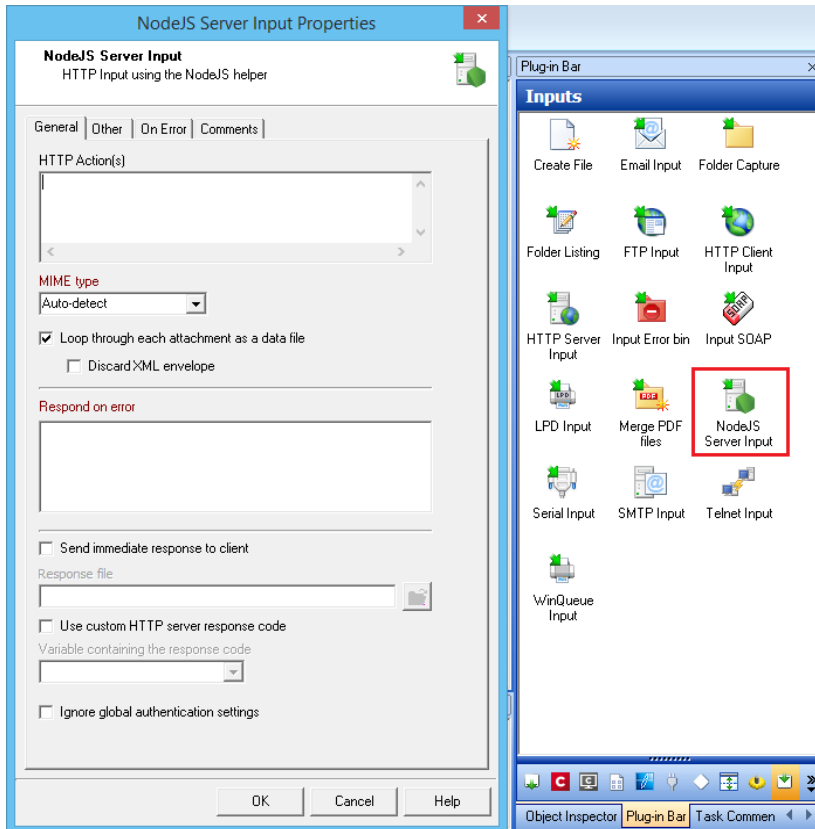 NodeJS Server Input Properties
NodeJS Server Input
HTTP Input using the NodeJS helper
General
Other
On Error
Comments
HTTP Action(s)
MIME type
Auto-detect
Loop through each attachment as a data file
Discard XML envelope
Respond on error
Send immediate response to client
Response file
Use custom HTTP server response code
Variable containing the response code
Ignore global authentication settings
OK
Cancel
Help
Plug-in Bar
Inputs
Create File
Email Input
Folder Capture
Folder Listing
FTP Input
HTTP Client
Input
HTTP Server
Input
Input Error bin
Input SOAP
SOAP
LPD Input
LPD
Merge PDF
files
PDF
NodeJS
Server Input
Serial Input
SMTP Input
Telnet Input
WinQueue
Input
Object Inspector
Plug-in Bar
Task Commen